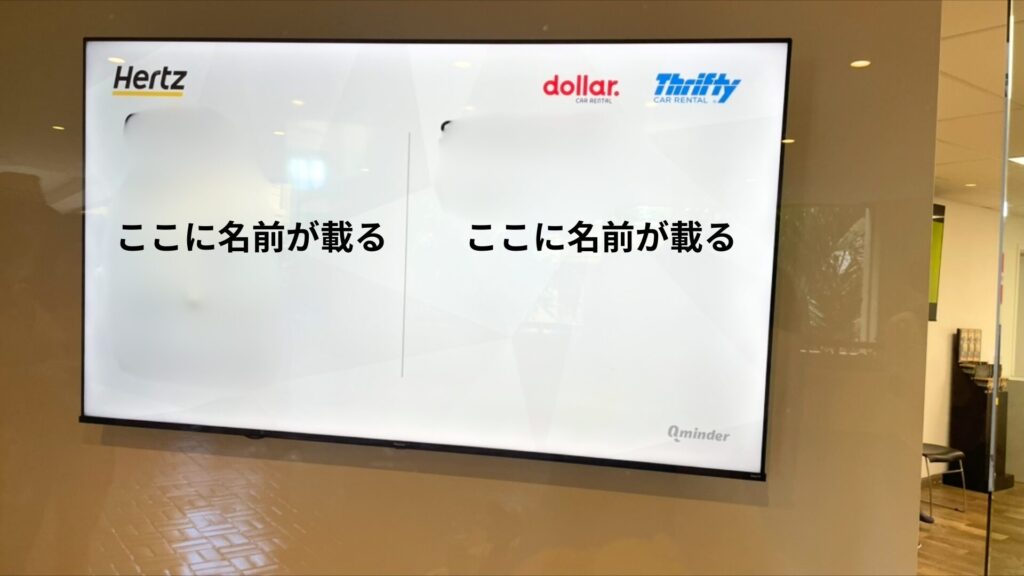 Hertz
dollar.
CAR RENTAL
Thrifty
CAR RENTAL
ここに名前が載る
ここに名前が載る
Qminder